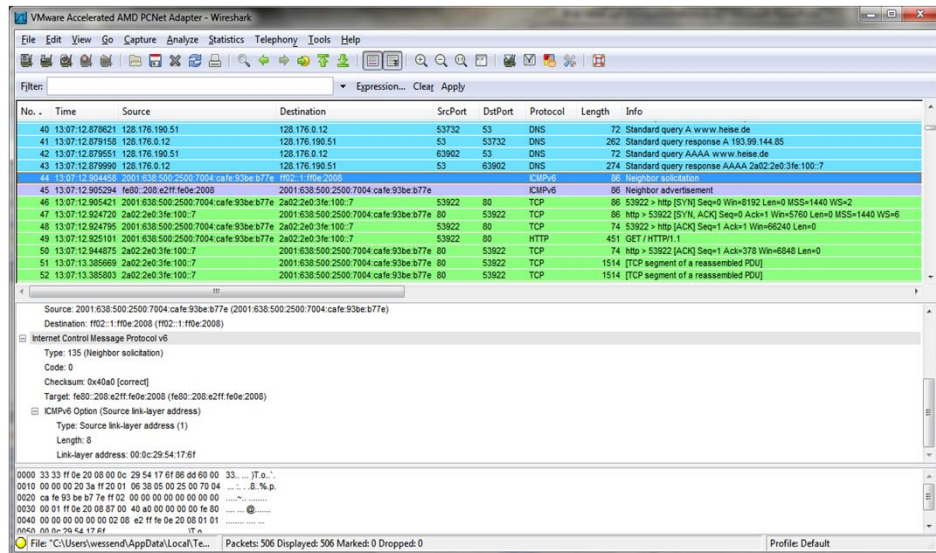 VMware Accelerated AMD PCNet Adapter - Wireshark
File Edit View Go Capture Analyze Statistics Telephony Tools Help
Filter: Expression... Clear Apply
No. . Time Source Destination SrcPort DstPort Protocol Length Info
40 13:07:12.878621 128.176.190.51 128.176.0.12 53732 53 DNS 72 Standard query A www.heise.de
41 13:07:12.879158 128.176.0.12 128.176.190.51 53 53732 DNS 262 Standard query response A 193.99.144.85
42 13:07:12.879551 128.176.190.51 128.176.0.12 63902 53 DNS 72 Standard query AAAA www.heise.de
43 13:07:12.879990 128.176.0.12 128.176.190.51 53 63902 DNS 274 Standard query response AAAA 2a02:2e0:3fe:100::7
44 13:07:12.904458 2001:638:500:2500:7004:cafe:93be:b77e ff02::1:ff0e:2008 ICMPv6 86 Neighbor solicitation
45 13:07:12.905294 fe80::208:e2ff:fe0e:2008 2001:638:500:2500:7004:cafe:93be:b77e ICMPv6 86 Neighbor advertisement
46 13:07:12.905421 2001:638:500:2500:7004:cafe:93be:b77e 2a02:2e0:3fe:100::7 53922 80 TCP 86 53922 > http [SYN] Seq=0 Win=8192 Len=0 MSS=1440 WS=2
47 13:07:12.924720 2a02:2e0:3fe:100::7 2001:638:500:2500:7004:cafe:93be:b77e 80 53922 TCP 86 http > 53922 [SYN, ACK] Seq=0 Ack=1 Win=5760 Len=0 MSS=1440 WS=6
48 13:07:12.924795 2001:638:500:2500:7004:cafe:93be:b77e 2a02:2e0:3fe:100::7 53922 80 TCP 74 53922 > http [ACK] Seq=1 Ack=1 Win=66240 Len=0
49 13:07:12.925101 2001:638:500:2500:7004:cafe:93be:b77e 2a02:2e0:3fe:100::7 53922 80 HTTP 451 GET / HTTP/1.1
50 13:07:12.944875 2a02:2e0:3fe:100::7 2001:638:500:2500:7004:cafe:93be:b77e 80 53922 TCP 74 http > 53922 [ACK] Seq=1 Ack=378 Win=6848 Len=0
51 13:07:13.385669 2a02:2e0:3fe:100::7 2001:638:500:2500:7004:cafe:93be:b77e 80 53922 TCP 1514 [TCP segment of a reassembled PDU]
52 13:07:13.385803 2a02:2e0:3fe:100::7 2001:638:500:2500:7004:cafe:93be:b77e 80 53922 TCP 1514 [TCP segment of a reassembled PDU]
Source: 2001:638:500:2500:7004:cafe:93be:b77e (2001:638:500:2500:7004:cafe:93be:b77e)
Destination: ff02::1:ff0e:2008 (ff02::1:ff0e:2008)
Internet Control Message Protocol v6
Type: 135 (Neighbor solicitation)
Code: 0
Checksum: 0x40a0 [correct]
Target: fe80::208:e2ff:fe0e:2008 (fe80::208:e2ff:fe0e:2008)
ICMPv6 Option (Source link-layer address)
Type: Source link-layer address (1)
Length: 8
Link-layer address: 00:0c:29:54:17:6f
0000 33 33 ff 0e 20 08 00 0c 29 54 17 6f 86 dd 60 00 33.. ... )T.o..`.
0010 00 00 00 20 3a ff 20 01 06 38 05 00 25 00 70 04 ... :. . .8..%.p.
0020 ca fe 93 be b7 7e ff 02 00 00 00 00 00 00 00 00 .....~.. ........
0030 00 01 ff 0e 20 08 87 00 40 a0 00 00 00 00 fe 80 .... ... @.......
0040 00 00 00 00 00 00 02 08 e2 ff fe 0e 20 08 01 01 ........ .... ...
0050 00 0c 29 54 17 6f ..)T.o
File: "C:\Users\wessend\AppData\Local\Te... Packets: 506 Displayed: 506 Marked: 0 Dropped: 0 Profile: Default